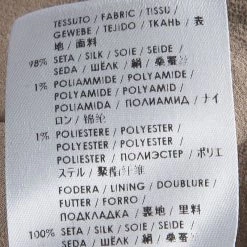 TESSUTO / FABRIC / TISSU /
GEWEBE / TEJIDO / ТКАНЬ / 表
地 / 面料
98% SETA / SILK / SOIE / SEIDE /
SEDA / ШЁЛК / 絹 / 桑蚕丝
1% POLIAMMIDE / POLYAMIDE /
POLYAMIDE / POLYAMID /
POLIAMIDA / ПОЛИАМИД / ナイ
ロン / 锦纶
1% POLIESTERE / POLYESTER /
POLYESTER / POLYESTER /
POLIESTER / ПОЛИЭСТЕР / ポリエ
ステル / 聚酯纤维
FODERA / LINING / DOUBLURE /
FUTTER / FORRO /
ПОДКЛАДКА / 裏地 / 里料
100% SETA / SILK / SOIE / SEIDE /
SEDA / ШЁЛК / 絹 / 桑蚕